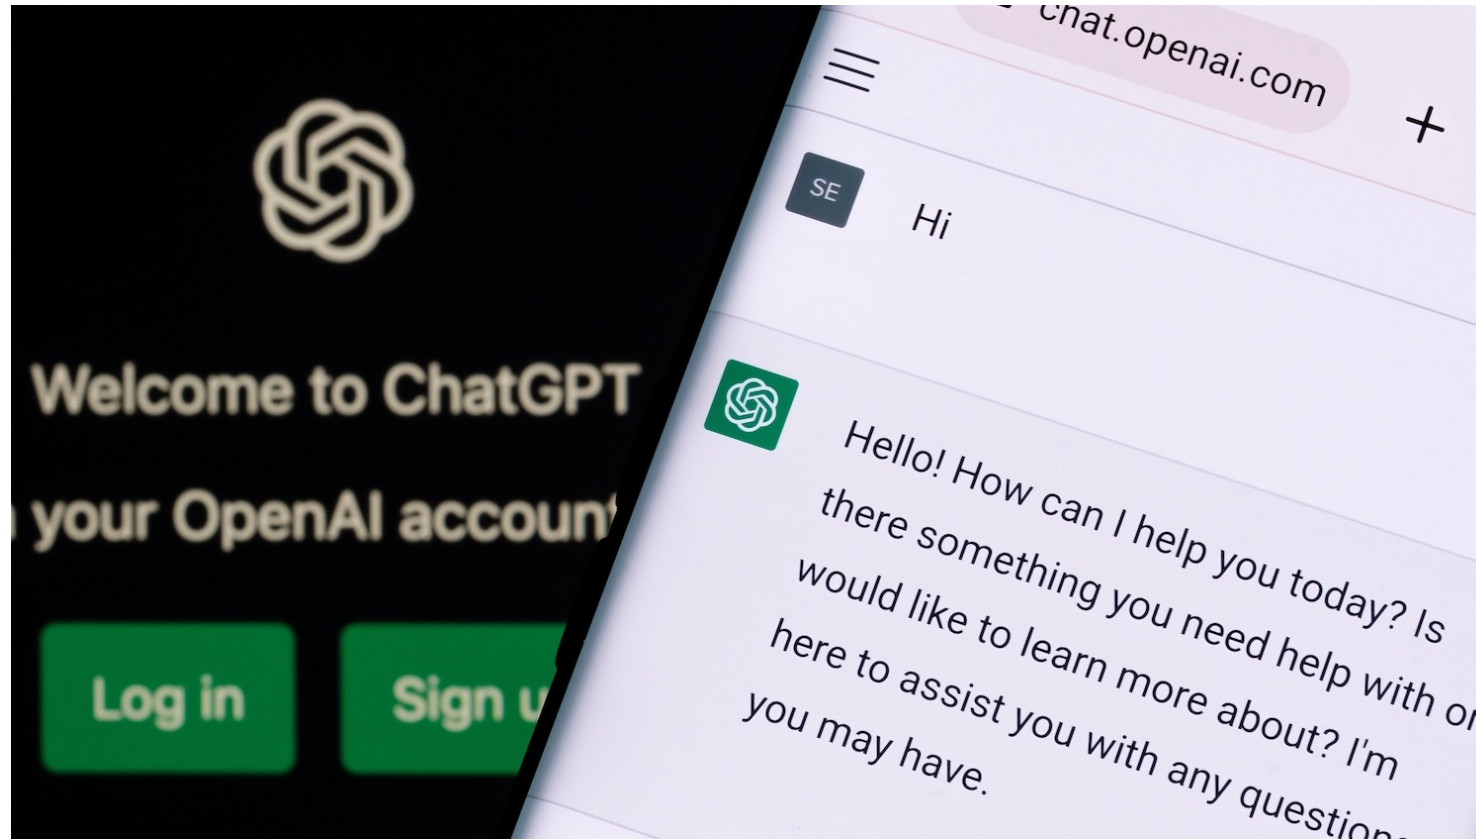 Welcome to ChatGPT
your OpenAI account
Log in
Sign u
chat.openai.com
SE
Hi
Hello! How can I help you today? Is
there something you need help with or
would like to learn more about? I'm
here to assist you with any question
you may have.